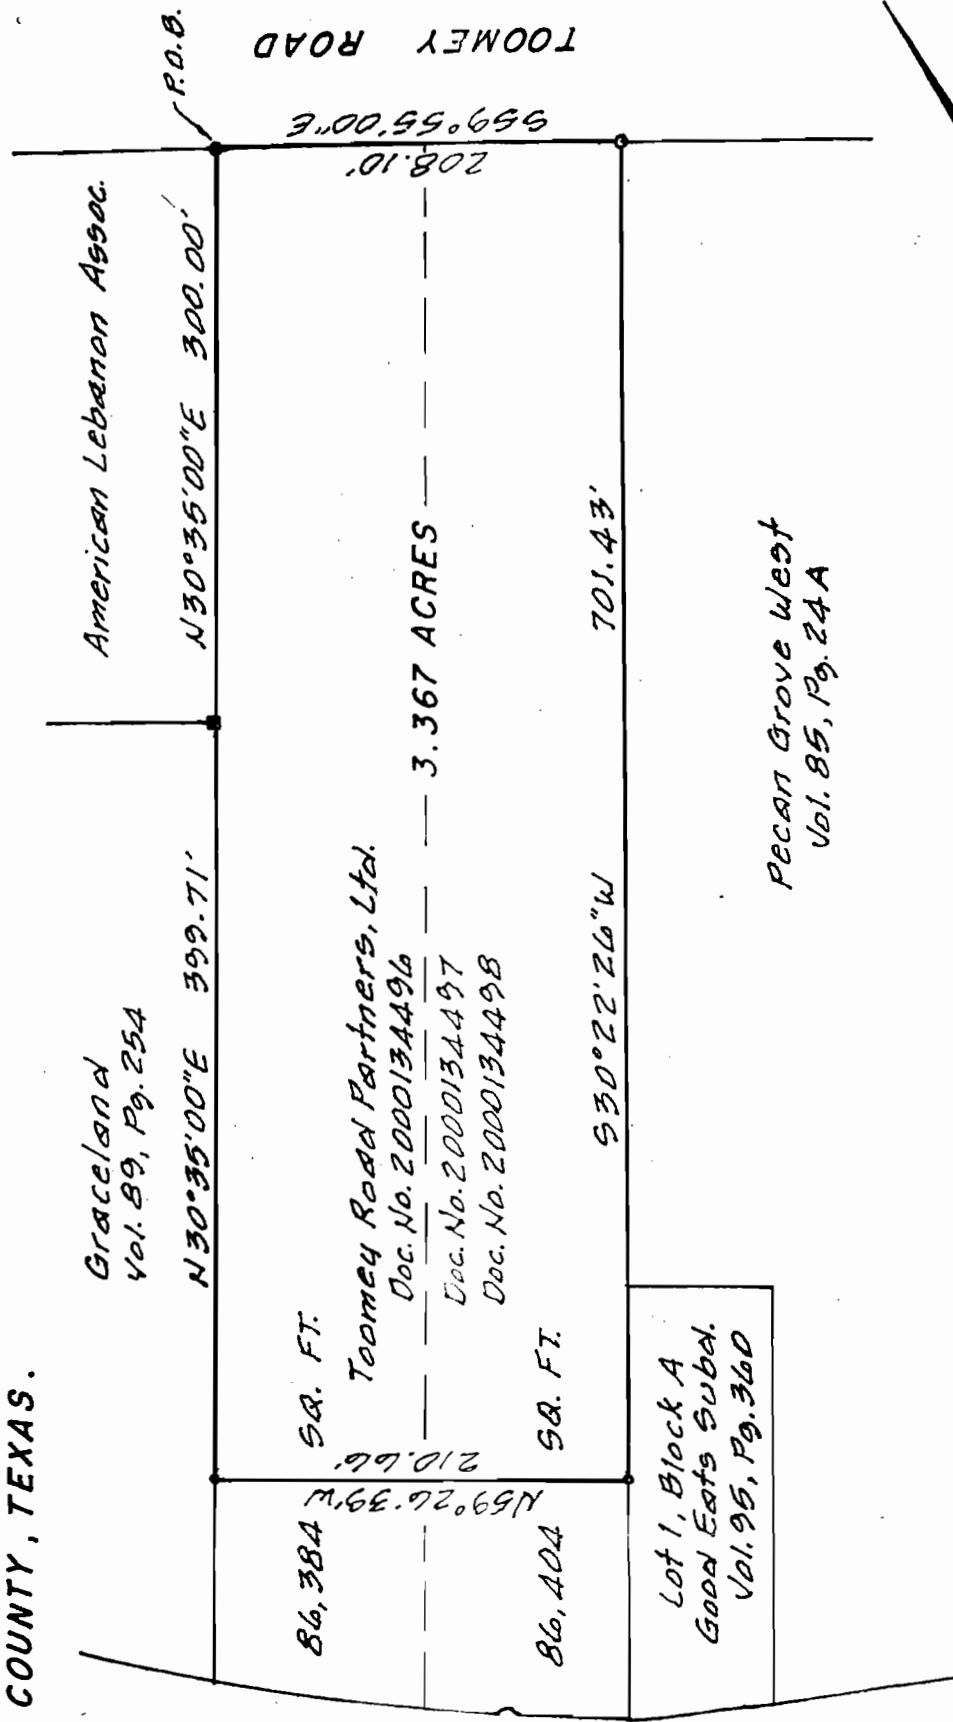 COUNTY, TEXAS.
Graceland
Vol. 89, Pg. 254
American Lebanon Assoc.
P.O.B.
TOOMEY ROAD
N30°35'00"E 399.71'
N30°35'00"E 300.00'
S59°55'00"E
208.10'
86,384 SQ. FT.
Toomey Road Partners, Ltd.
Doc. No. 2000134496
3.367 ACRES
Doc. No. 2000134497
Doc. No. 2000134498
N59°26'39"W
210.66'
86,404 SQ. FT.
S30°22'26"W
701.43'
Lot 1, Block A
Good Eats Subd.
Vol. 95, Pg. 360
Pecan Grove West
Vol. 85, Pg. 24A